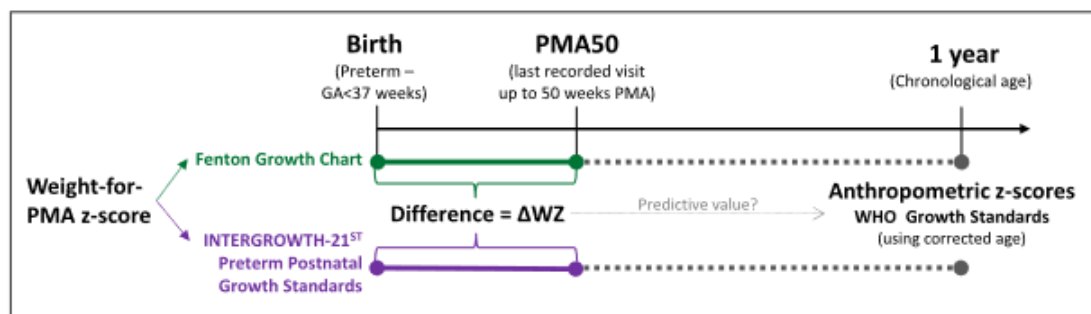 Birth
(Preterm –
GA<37 weeks)
PMA50
(last recorded visit
up to 50 weeks PMA)
1 year
(Chronological age)
Weight-for-
PMA z-score
Fenton Growth Chart
Difference = ΔWZ
Predictive value?
Anthropometric z-scores
WHO Growth Standards
(using corrected age)
INTERGROWTH-21ST
Preterm Postnatal
Growth Standards